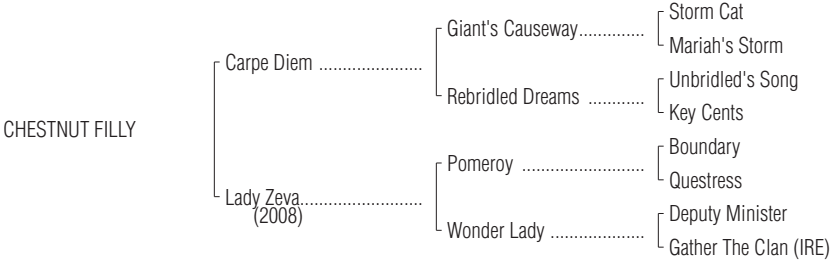 Storm Cat
Giant's Causeway..............
Mariah's Storm
Carpe Diem ......................
Unbridled's Song
Rebridled Dreams ............
Key Cents
CHESTNUT FILLY
Boundary
Pomeroy ..........................
Questress
Lady Zeva..........................
(2008)
Deputy Minister
Wonder Lady ....................
Gather The Clan (IRE)